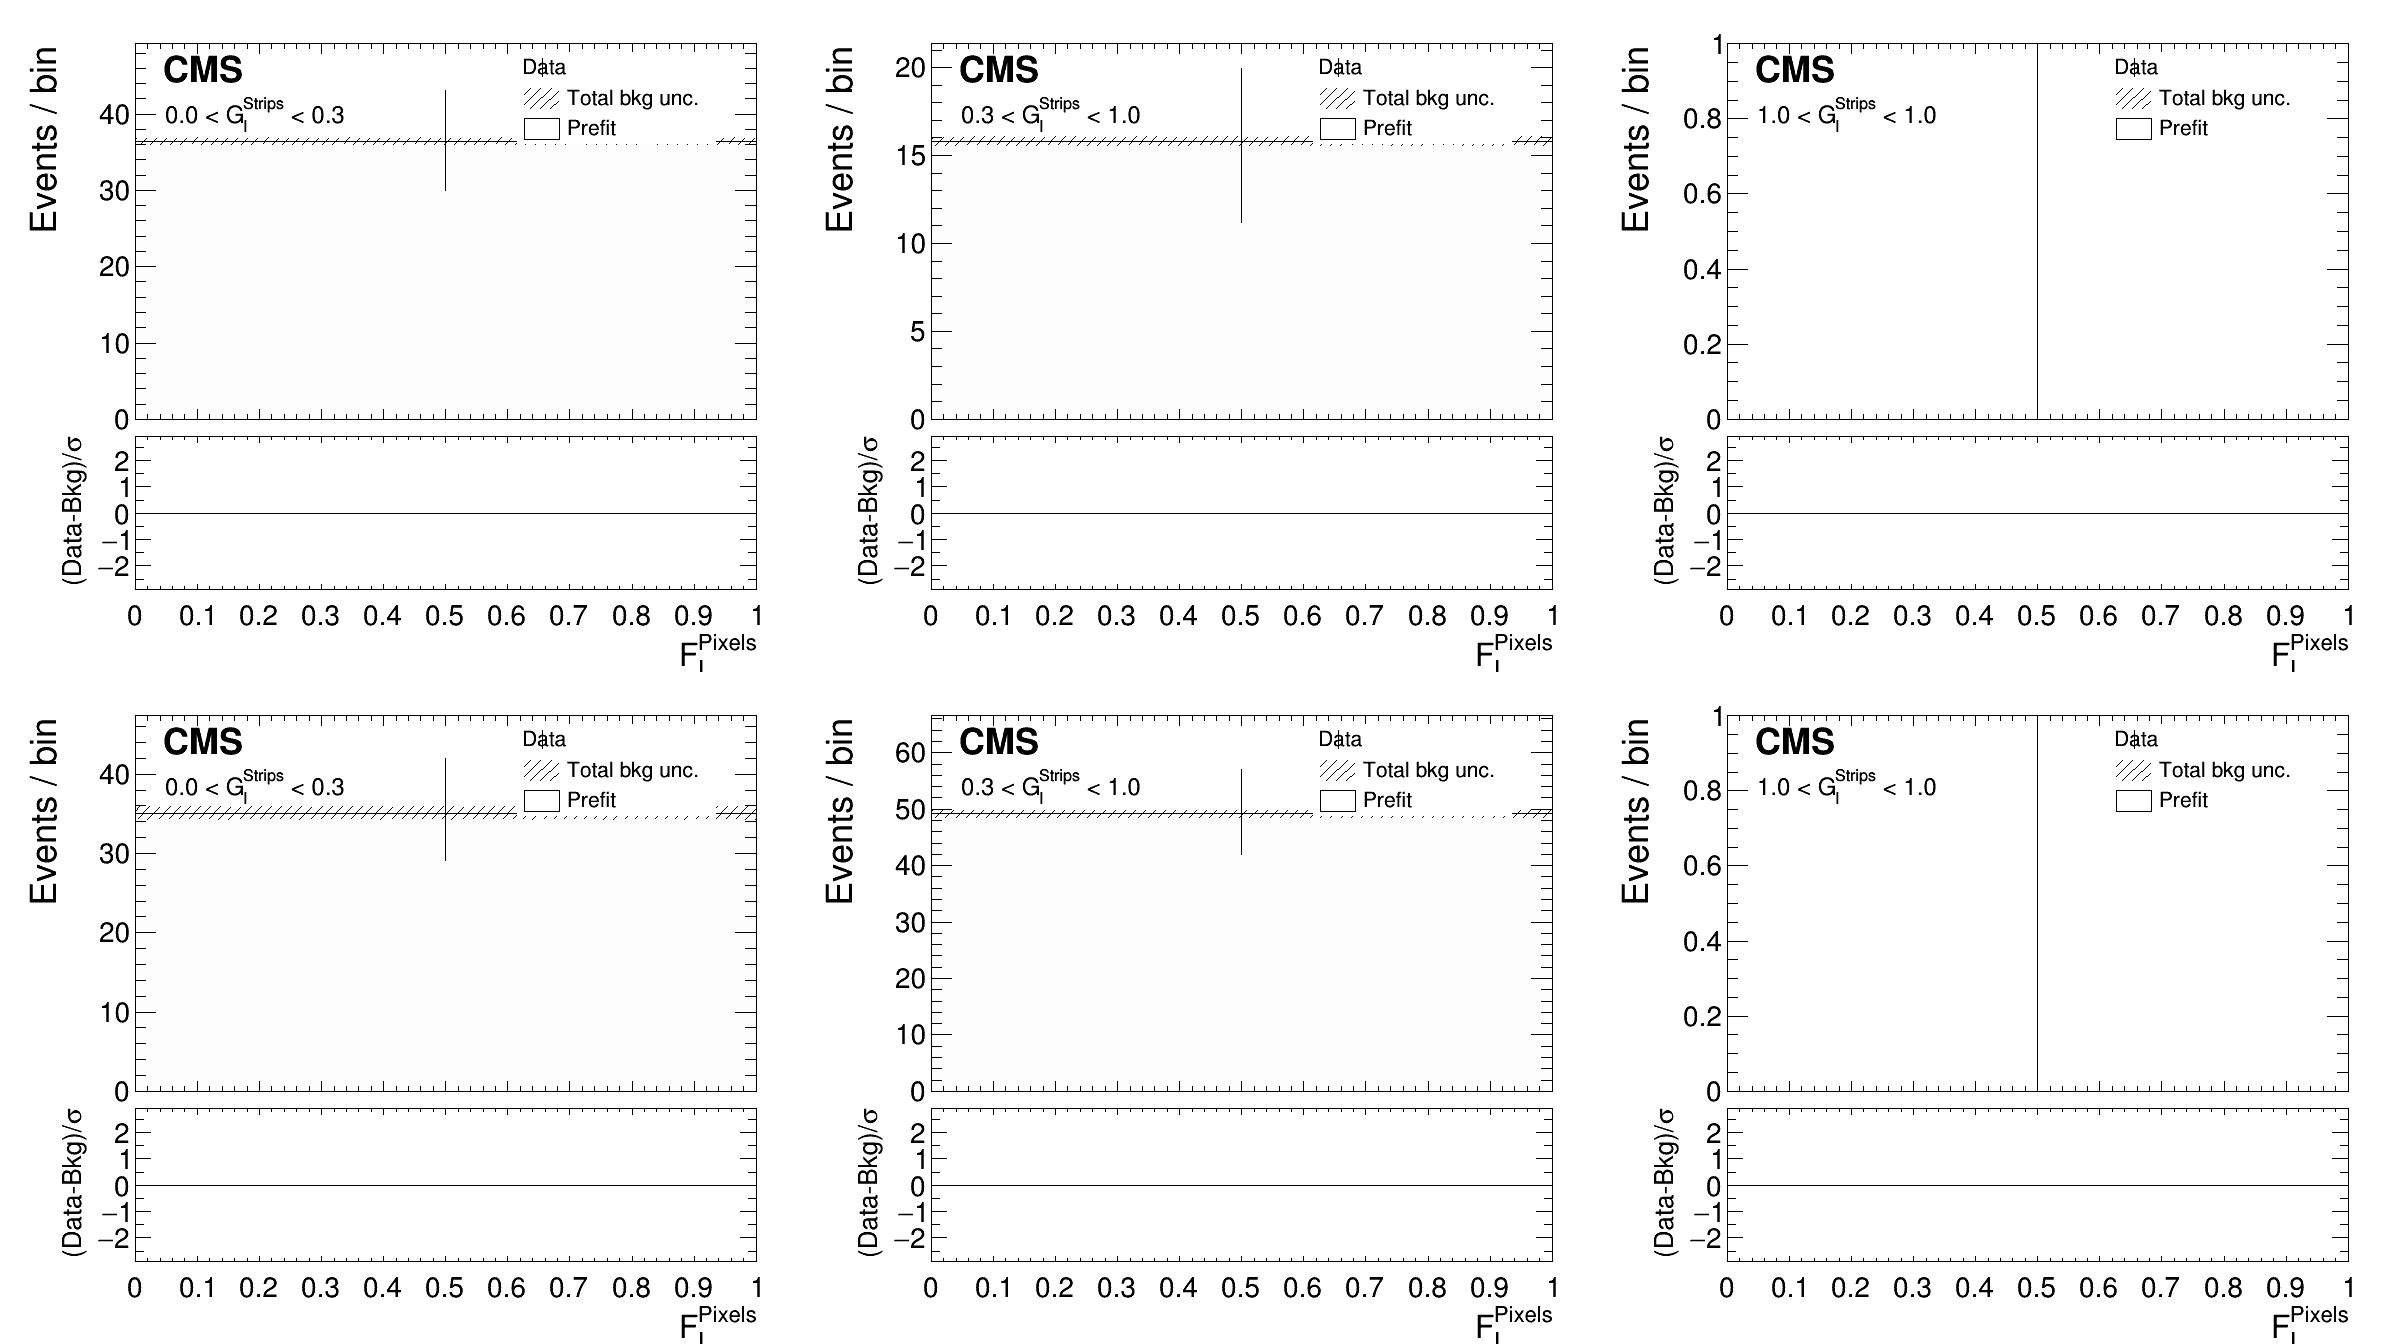 Events / bin
CMS
0.0 < G_l^Strips < 0.3
Data
Total bkg unc.
Prefit
40
30
20
10
0
(Data-Bkg)/σ
2
1
0
−1
−2
0 0.1 0.2 0.3 0.4 0.5 0.6 0.7 0.8 0.9 1
F_l^Pixels
Events / bin
CMS
0.3 < G_l^Strips < 1.0
Data
Total bkg unc.
Prefit
20
15
10
5
0
(Data-Bkg)/σ
2
1
0
−1
−2
0 0.1 0.2 0.3 0.4 0.5 0.6 0.7 0.8 0.9 1
F_l^Pixels
Events / bin
CMS
1.0 < G_l^Strips < 1.0
Data
Total bkg unc.
Prefit
1
0.8
0.6
0.4
0.2
0
(Data-Bkg)/σ
2
1
0
−1
−2
0 0.1 0.2 0.3 0.4 0.5 0.6 0.7 0.8 0.9 1
F_l^Pixels
Events / bin
CMS
0.0 < G_l^Strips < 0.3
Data
Total bkg unc.
Prefit
40
30
20
10
0
(Data-Bkg)/σ
2
1
0
−1
−2
0 0.1 0.2 0.3 0.4 0.5 0.6 0.7 0.8 0.9 1
F_l^Pixels
Events / bin
CMS
0.3 < G_l^Strips < 1.0
Data
Total bkg unc.
Prefit
60
50
40
30
20
10
0
(Data-Bkg)/σ
2
1
0
−1
−2
0 0.1 0.2 0.3 0.4 0.5 0.6 0.7 0.8 0.9 1
F_l^Pixels
Events / bin
CMS
1.0 < G_l^Strips < 1.0
Data
Total bkg unc.
Prefit
1
0.8
0.6
0.4
0.2
0
(Data-Bkg)/σ
2
1
0
−1
−2
0 0.1 0.2 0.3 0.4 0.5 0.6 0.7 0.8 0.9 1
F_l^Pixels